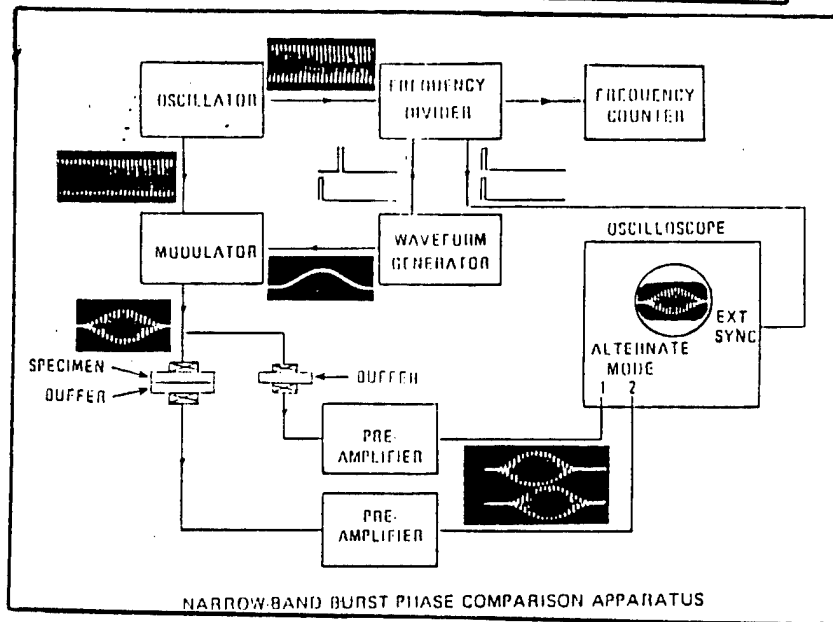 OSCILLATOR
FREQUENCY
DIVIDER
FREQUENCY
COUNTER
MODULATOR
WAVEFORM
GENERATOR
OSCILLOSCOPE
EXT
SYNC
ALTERNATE
MODE
1 2
SPECIMEN
BUFFER
BUFFER
PRE-
AMPLIFIER
PRE-
AMPLIFIER
NARROW-BAND BURST PHASE COMPARISON APPARATUS